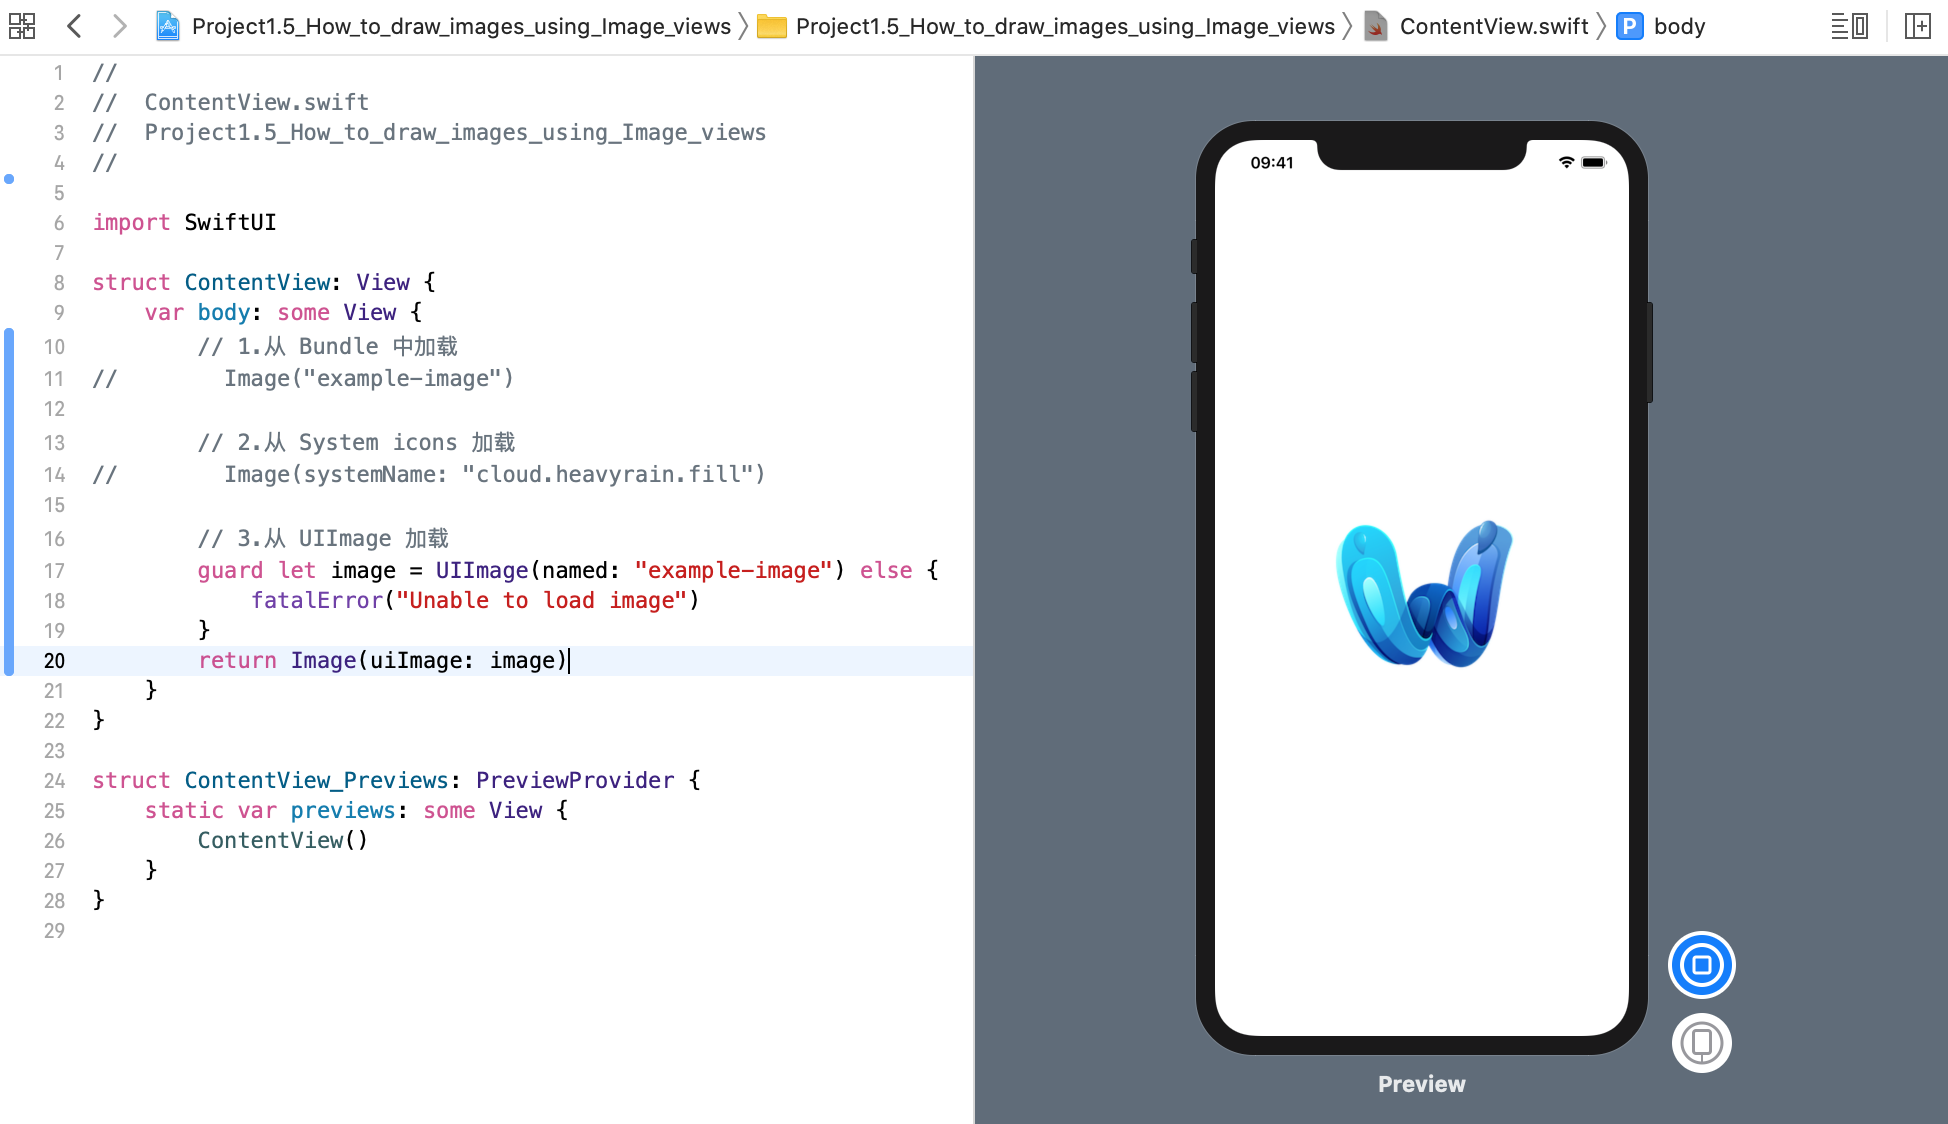 Project1.5_How_to_draw_images_using_Image_views 〉 Project1.5_How_to_draw_images_using_Image_views 〉 ContentView.swift 〉 P body
1 //
2 //  ContentView.swift
3 //  Project1.5_How_to_draw_images_using_Image_views
4 //
5
6 import SwiftUI
7
8 struct ContentView: View {
9     var body: some View {
10         // 1.从 Bundle 中加载
11 //        Image("example-image")
12
13         // 2.从 System icons 加载
14 //        Image(systemName: "cloud.heavyrain.fill")
15
16         // 3.从 UIImage 加载
17         guard let image = UIImage(named: "example-image") else {
18             fatalError("Unable to load image")
19         }
20         return Image(uiImage: image)
21     }
22 }
23
24 struct ContentView_Previews: PreviewProvider {
25     static var previews: some View {
26         ContentView()
27     }
28 }
29
09:41
Preview